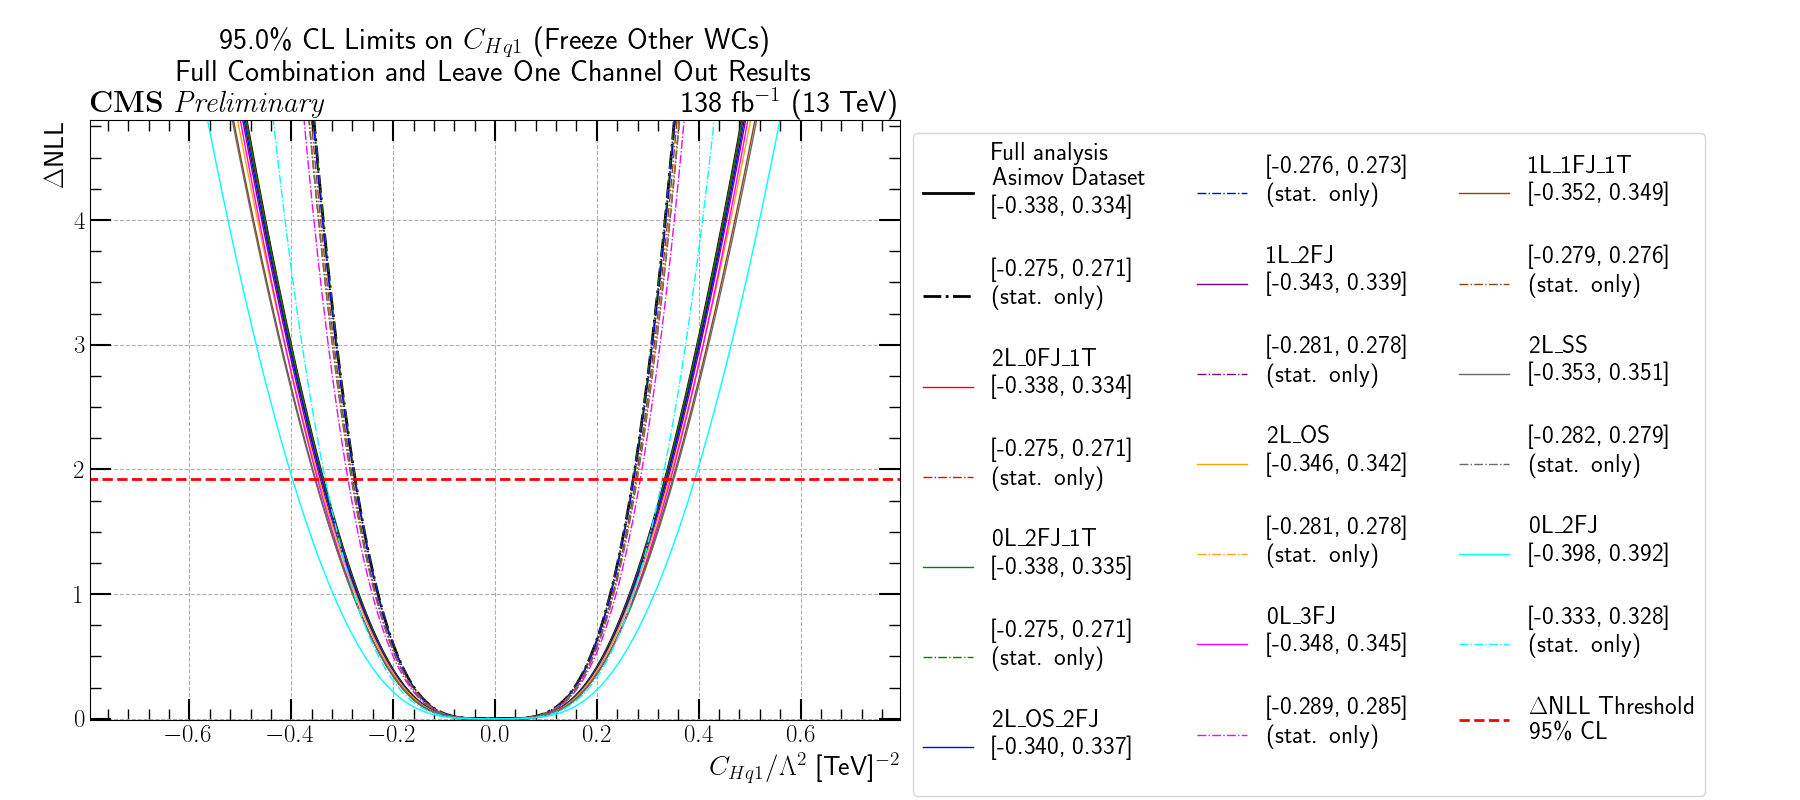 95.0% CL Limits on C_{Hq1} (Freeze Other WCs)
Full Combination and Leave One Channel Out Results
CMS Preliminary
138 fb^{-1} (13 TeV)
ΔNLL
4
3
2
1
0
−0.6 −0.4 −0.2 0.0 0.2 0.4 0.6
C_{Hq1}/Λ^2 [TeV]^{-2}
Full analysis
Asimov Dataset
[-0.338, 0.334]
[-0.275, 0.271]
(stat. only)
2L_0FJ_1T
[-0.338, 0.334]
[-0.275, 0.271]
(stat. only)
0L_2FJ_1T
[-0.338, 0.335]
[-0.275, 0.271]
(stat. only)
2L_OS_2FJ
[-0.340, 0.337]
[-0.276, 0.273]
(stat. only)
1L_2FJ
[-0.343, 0.339]
[-0.281, 0.278]
(stat. only)
2L_OS
[-0.346, 0.342]
[-0.281, 0.278]
(stat. only)
0L_3FJ
[-0.348, 0.345]
[-0.289, 0.285]
(stat. only)
1L_1FJ_1T
[-0.352, 0.349]
[-0.279, 0.276]
(stat. only)
2L_SS
[-0.353, 0.351]
[-0.282, 0.279]
(stat. only)
0L_2FJ
[-0.398, 0.392]
[-0.333, 0.328]
(stat. only)
ΔNLL Threshold
95% CL